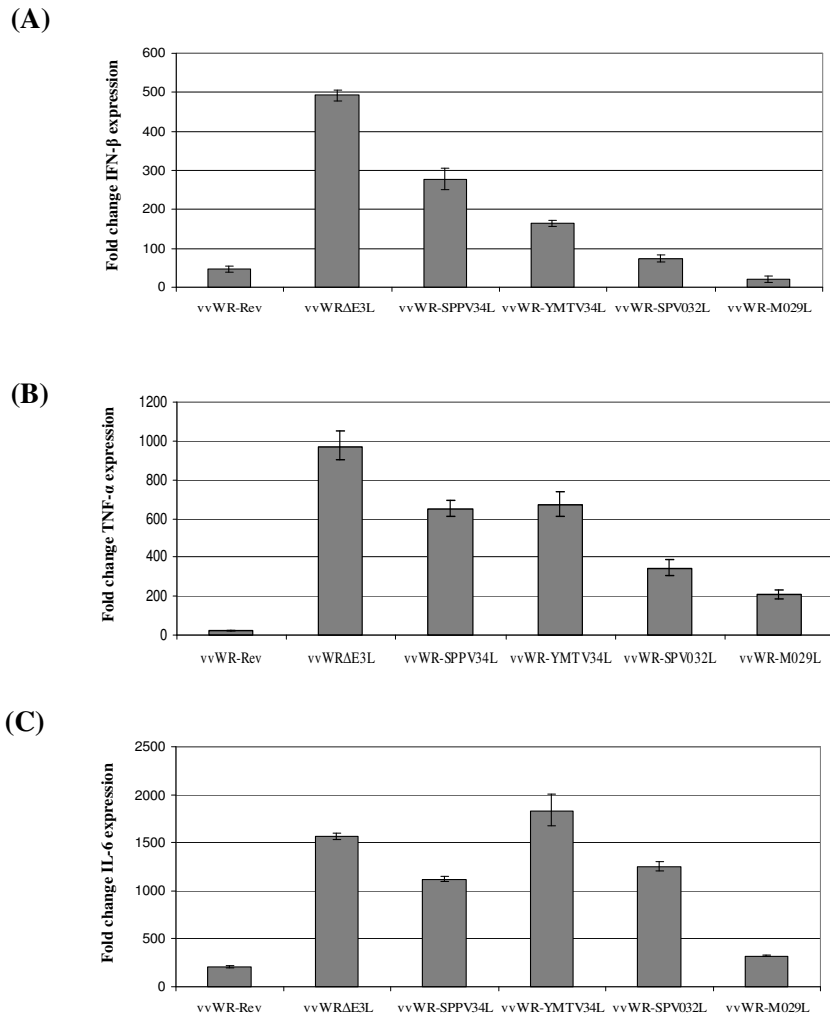 (A)
Fold change IFN-β expression
600
500
400
300
200
100
0
vvWR-Rev vvWRΔE3L vvWR-SPPV34L vvWR-YMTV34L vvWR-SPV032L vvWR-M029L
(B)
Fold change TNF-α expression
1200
1000
800
600
400
200
0
vvWR-Rev vvWRΔE3L vvWR-SPPV34L vvWR-YMTV34L vvWR-SPV032L vvWR-M029L
(C)
Fold change IL-6 expression
2500
2000
1500
1000
500
0
vvWR-Rev vvWRΔE3L vvWR-SPPV34L vvWR-YMTV34L vvWR-SPV032L vvWR-M029L